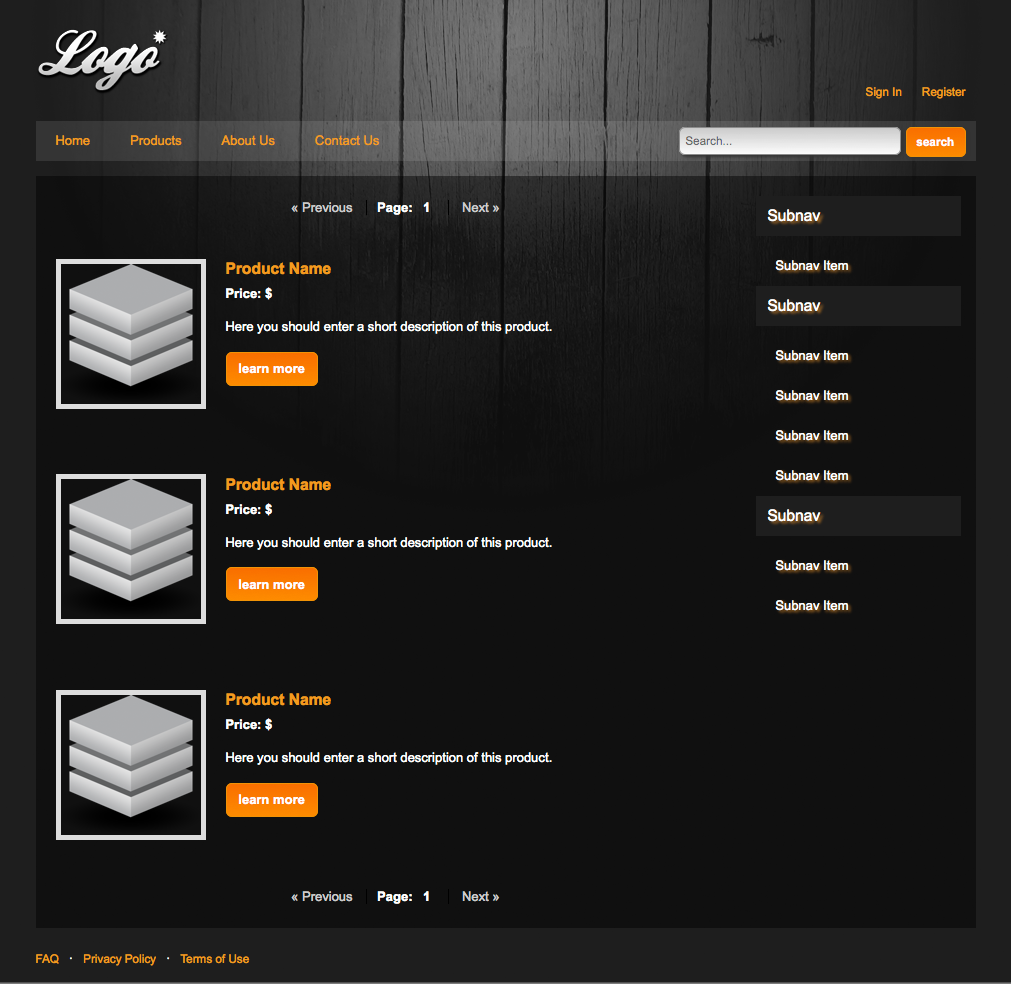 Logo
Sign In Register
Home Products About Us Contact Us Search... search
« Previous Page: 1 Next »
Product Name
Price: $
Here you should enter a short description of this product.
learn more
Product Name
Price: $
Here you should enter a short description of this product.
learn more
Product Name
Price: $
Here you should enter a short description of this product.
learn more
« Previous Page: 1 Next »
Subnav
Subnav Item
Subnav
Subnav Item
Subnav Item
Subnav Item
Subnav Item
Subnav
Subnav Item
Subnav Item
FAQ · Privacy Policy · Terms of Use